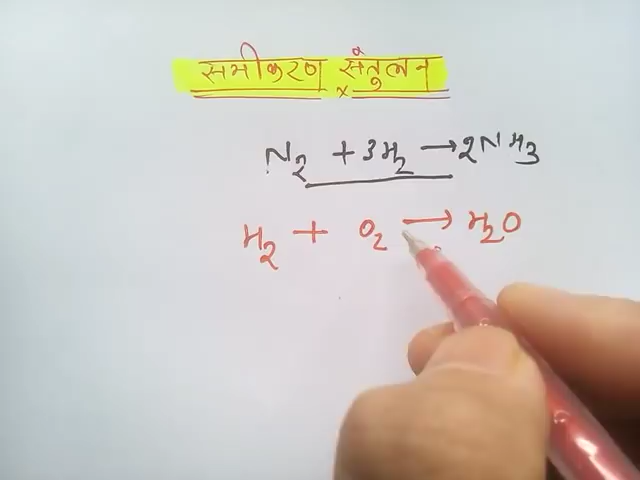 समीकरण संतुलन
N₂ + 3H₂ → 2NH₃
H₂ + O₂ → H₂O